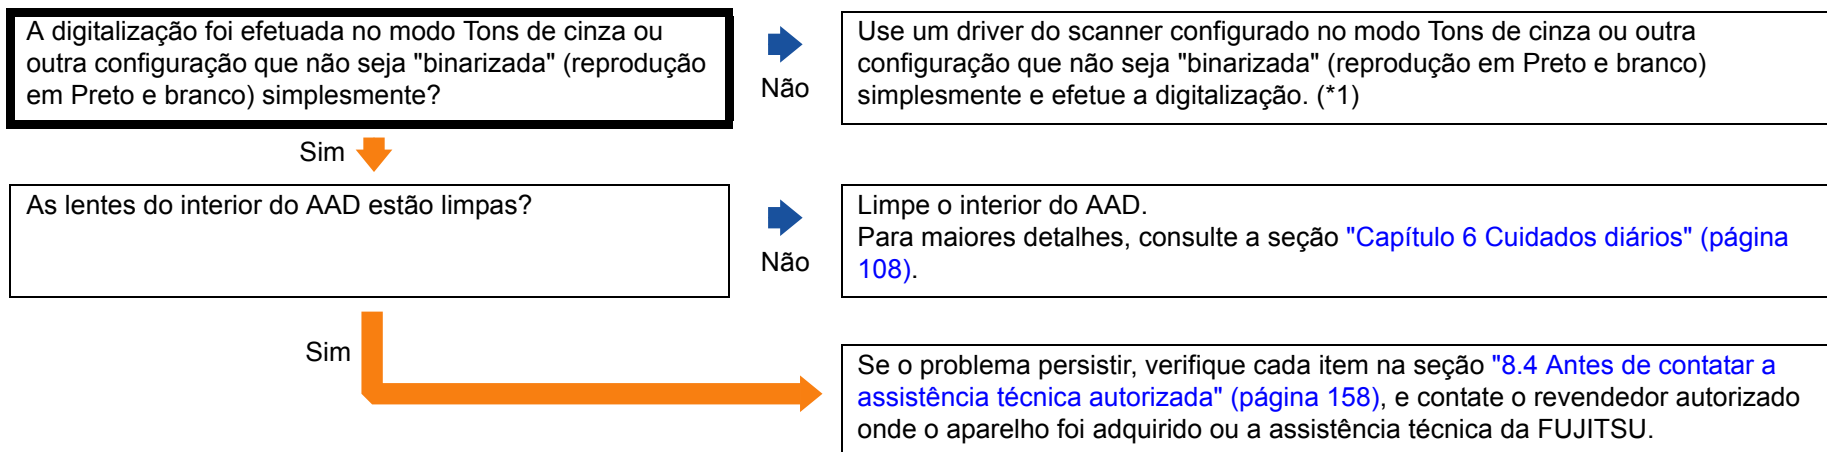 A digitalização foi efetuada no modo Tons de cinza ou
outra configuração que não seja "binarizada" (reprodução
em Preto e branco) simplesmente?
Não
Use um driver do scanner configurado no modo Tons de cinza ou outra
configuração que não seja "binarizada" (reprodução em Preto e branco)
simplesmente e efetue a digitalização. (*1)
Sim
As lentes do interior do AAD estão limpas?
Não
Limpe o interior do AAD.
Para maiores detalhes, consulte a seção "Capítulo 6 Cuidados diários" (página
108).
Sim
Se o problema persistir, verifique cada item na seção "8.4 Antes de contatar a
assistência técnica autorizada" (página 158), e contate o revendedor autorizado
onde o aparelho foi adquirido ou a assistência técnica da FUJITSU.